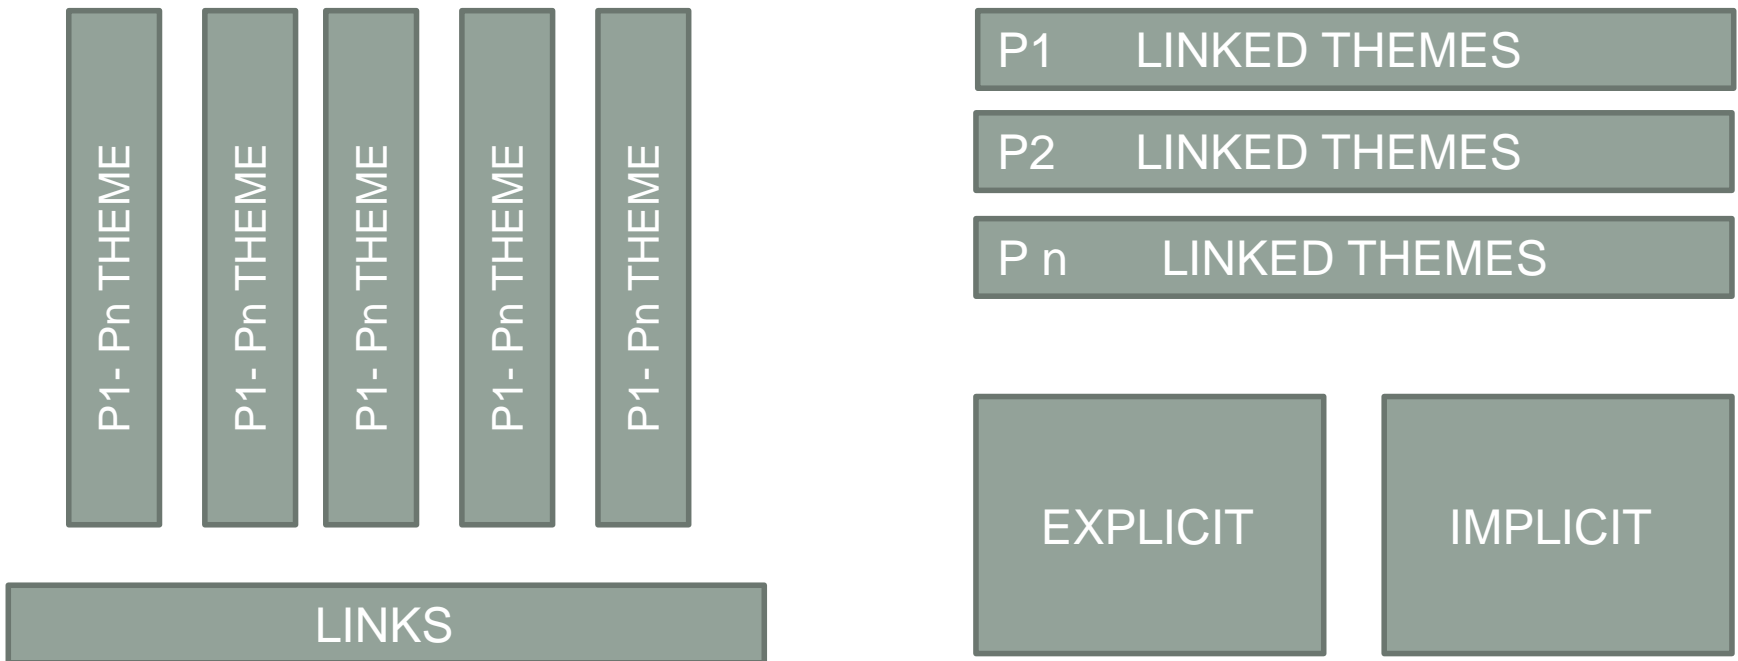 P1- Pn THEME
P1- Pn THEME
P1- Pn THEME
P1- Pn THEME
P1- Pn THEME
LINKS
P1 LINKED THEMES
P2 LINKED THEMES
P n LINKED THEMES
EXPLICIT
IMPLICIT